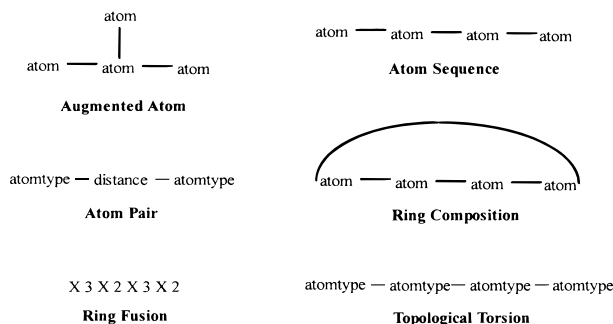 atom
atom atom atom
Augmented Atom
atom atom atom atom
Atom Sequence
atomtype distance atomtype
Atom Pair
atom atom atom atom
Ring Composition
X 3 X 2 X 3 X 2
Ring Fusion
atomtype atomtype atomtype atomtype
Topological Torsion